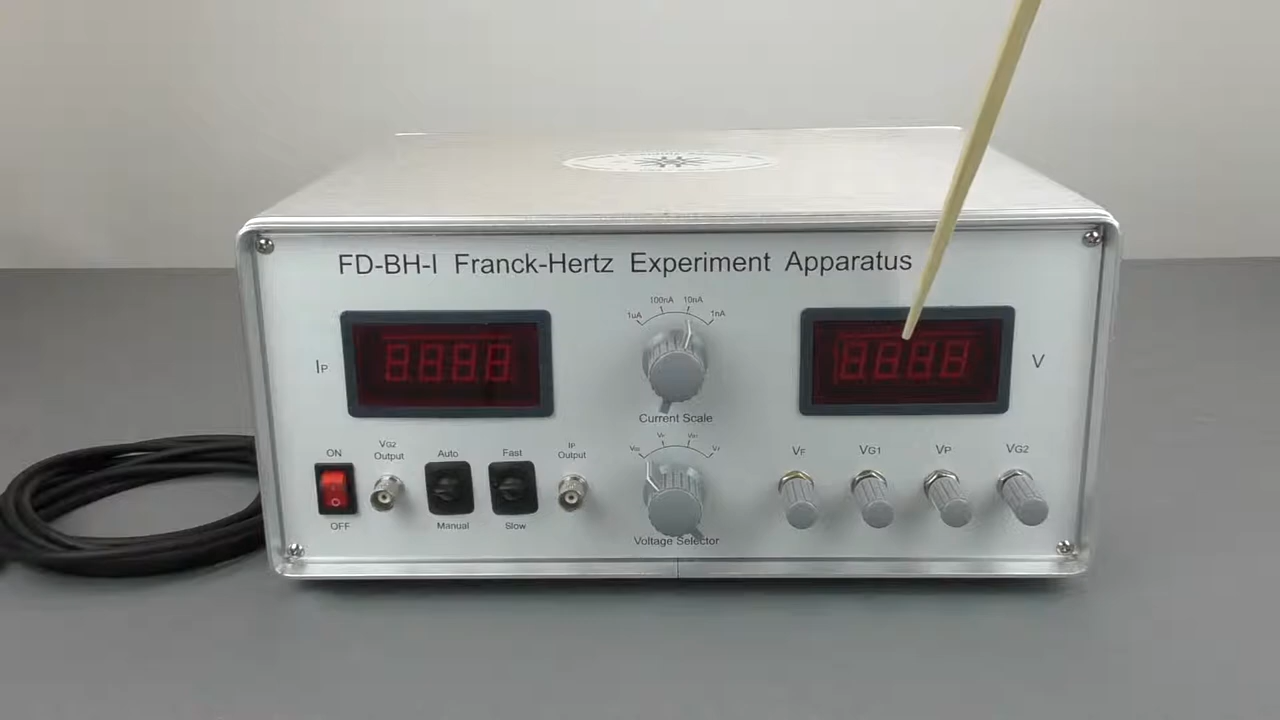 FD-BH-I Franck-Hertz Experiment Apparatus
1uA 100nA 10nA 1nA
IP
8888
8888
V
Current Scale
ON
OFF
VG2 Output
Auto
Manual
Fast
Slow
IP Output
Voltage Selector
VF
VG1
VP
VG2